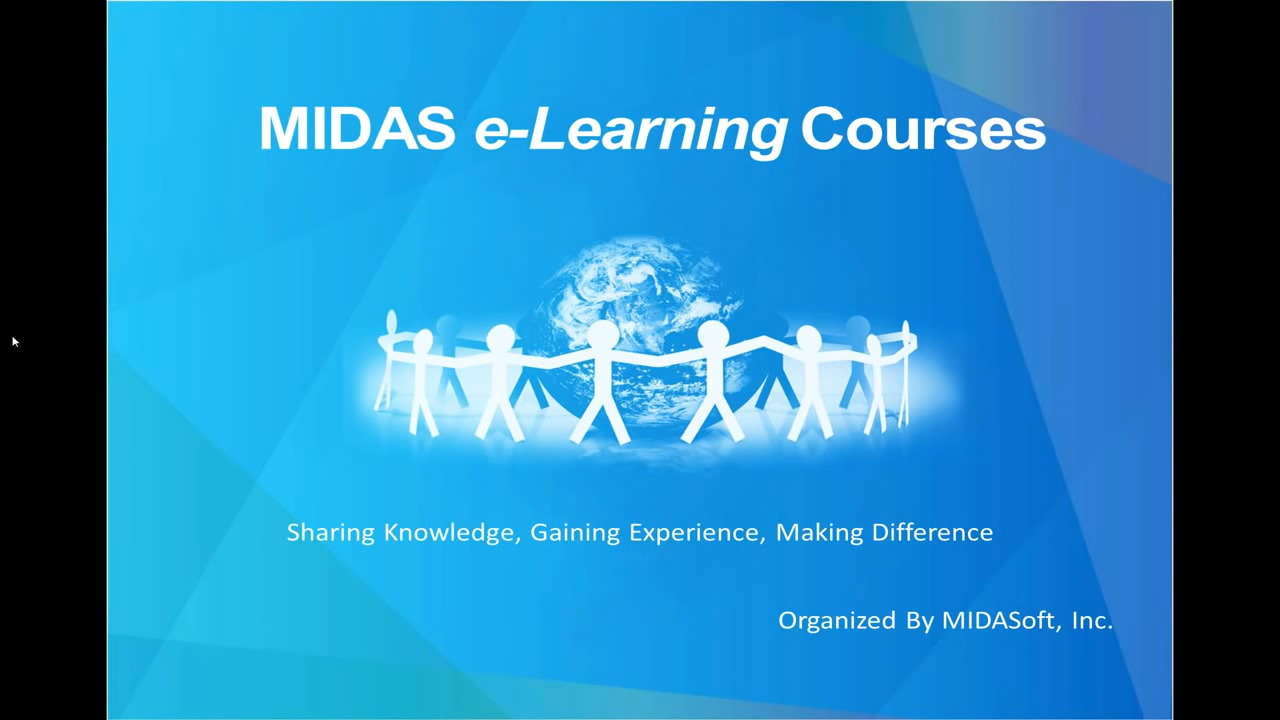 MIDAS e-Learning Courses
Sharing Knowledge, Gaining Experience, Making Difference
Organized By MIDASoft, Inc.